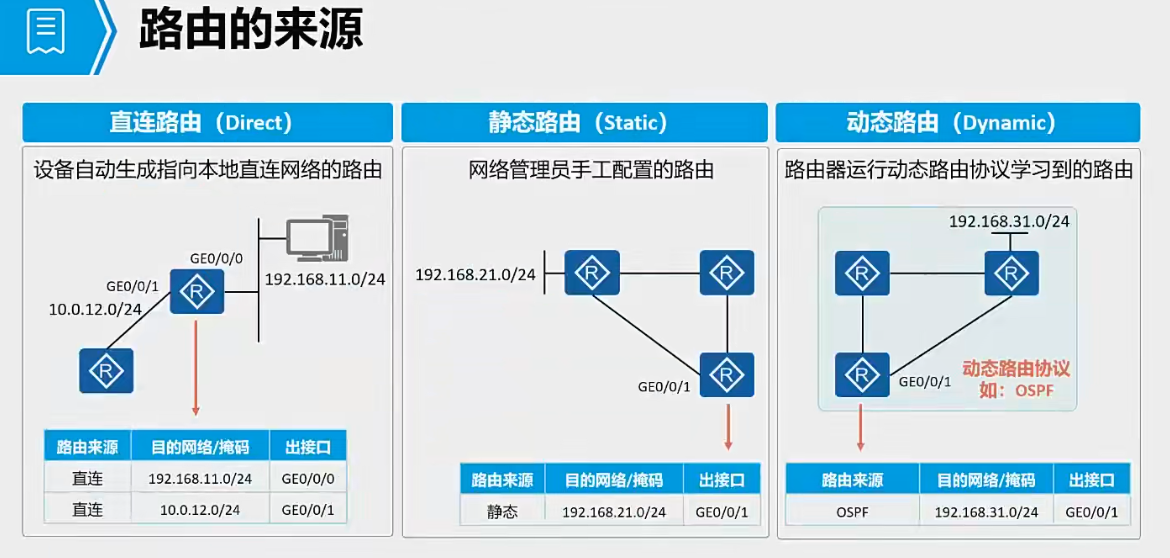 路由的来源
直连路由（Direct）
设备自动生成指向本地直连网络的路由
GE0/0/0
192.168.11.0/24
GE0/0/1
10.0.12.0/24
R
R
路由来源 目的网络/掩码 出接口
直连 192.168.11.0/24 GE0/0/0
直连 10.0.12.0/24 GE0/0/1
静态路由（Static）
网络管理员手工配置的路由
192.168.21.0/24
R
R
R
GE0/0/1
路由来源 目的网络/掩码 出接口
静态 192.168.21.0/24 GE0/0/1
动态路由（Dynamic）
路由器运行动态路由协议学习到的路由
192.168.31.0/24
R
R
R
GE0/0/1
动态路由协议
如：OSPF
路由来源 目的网络/掩码 出接口
OSPF 192.168.31.0/24 GE0/0/1